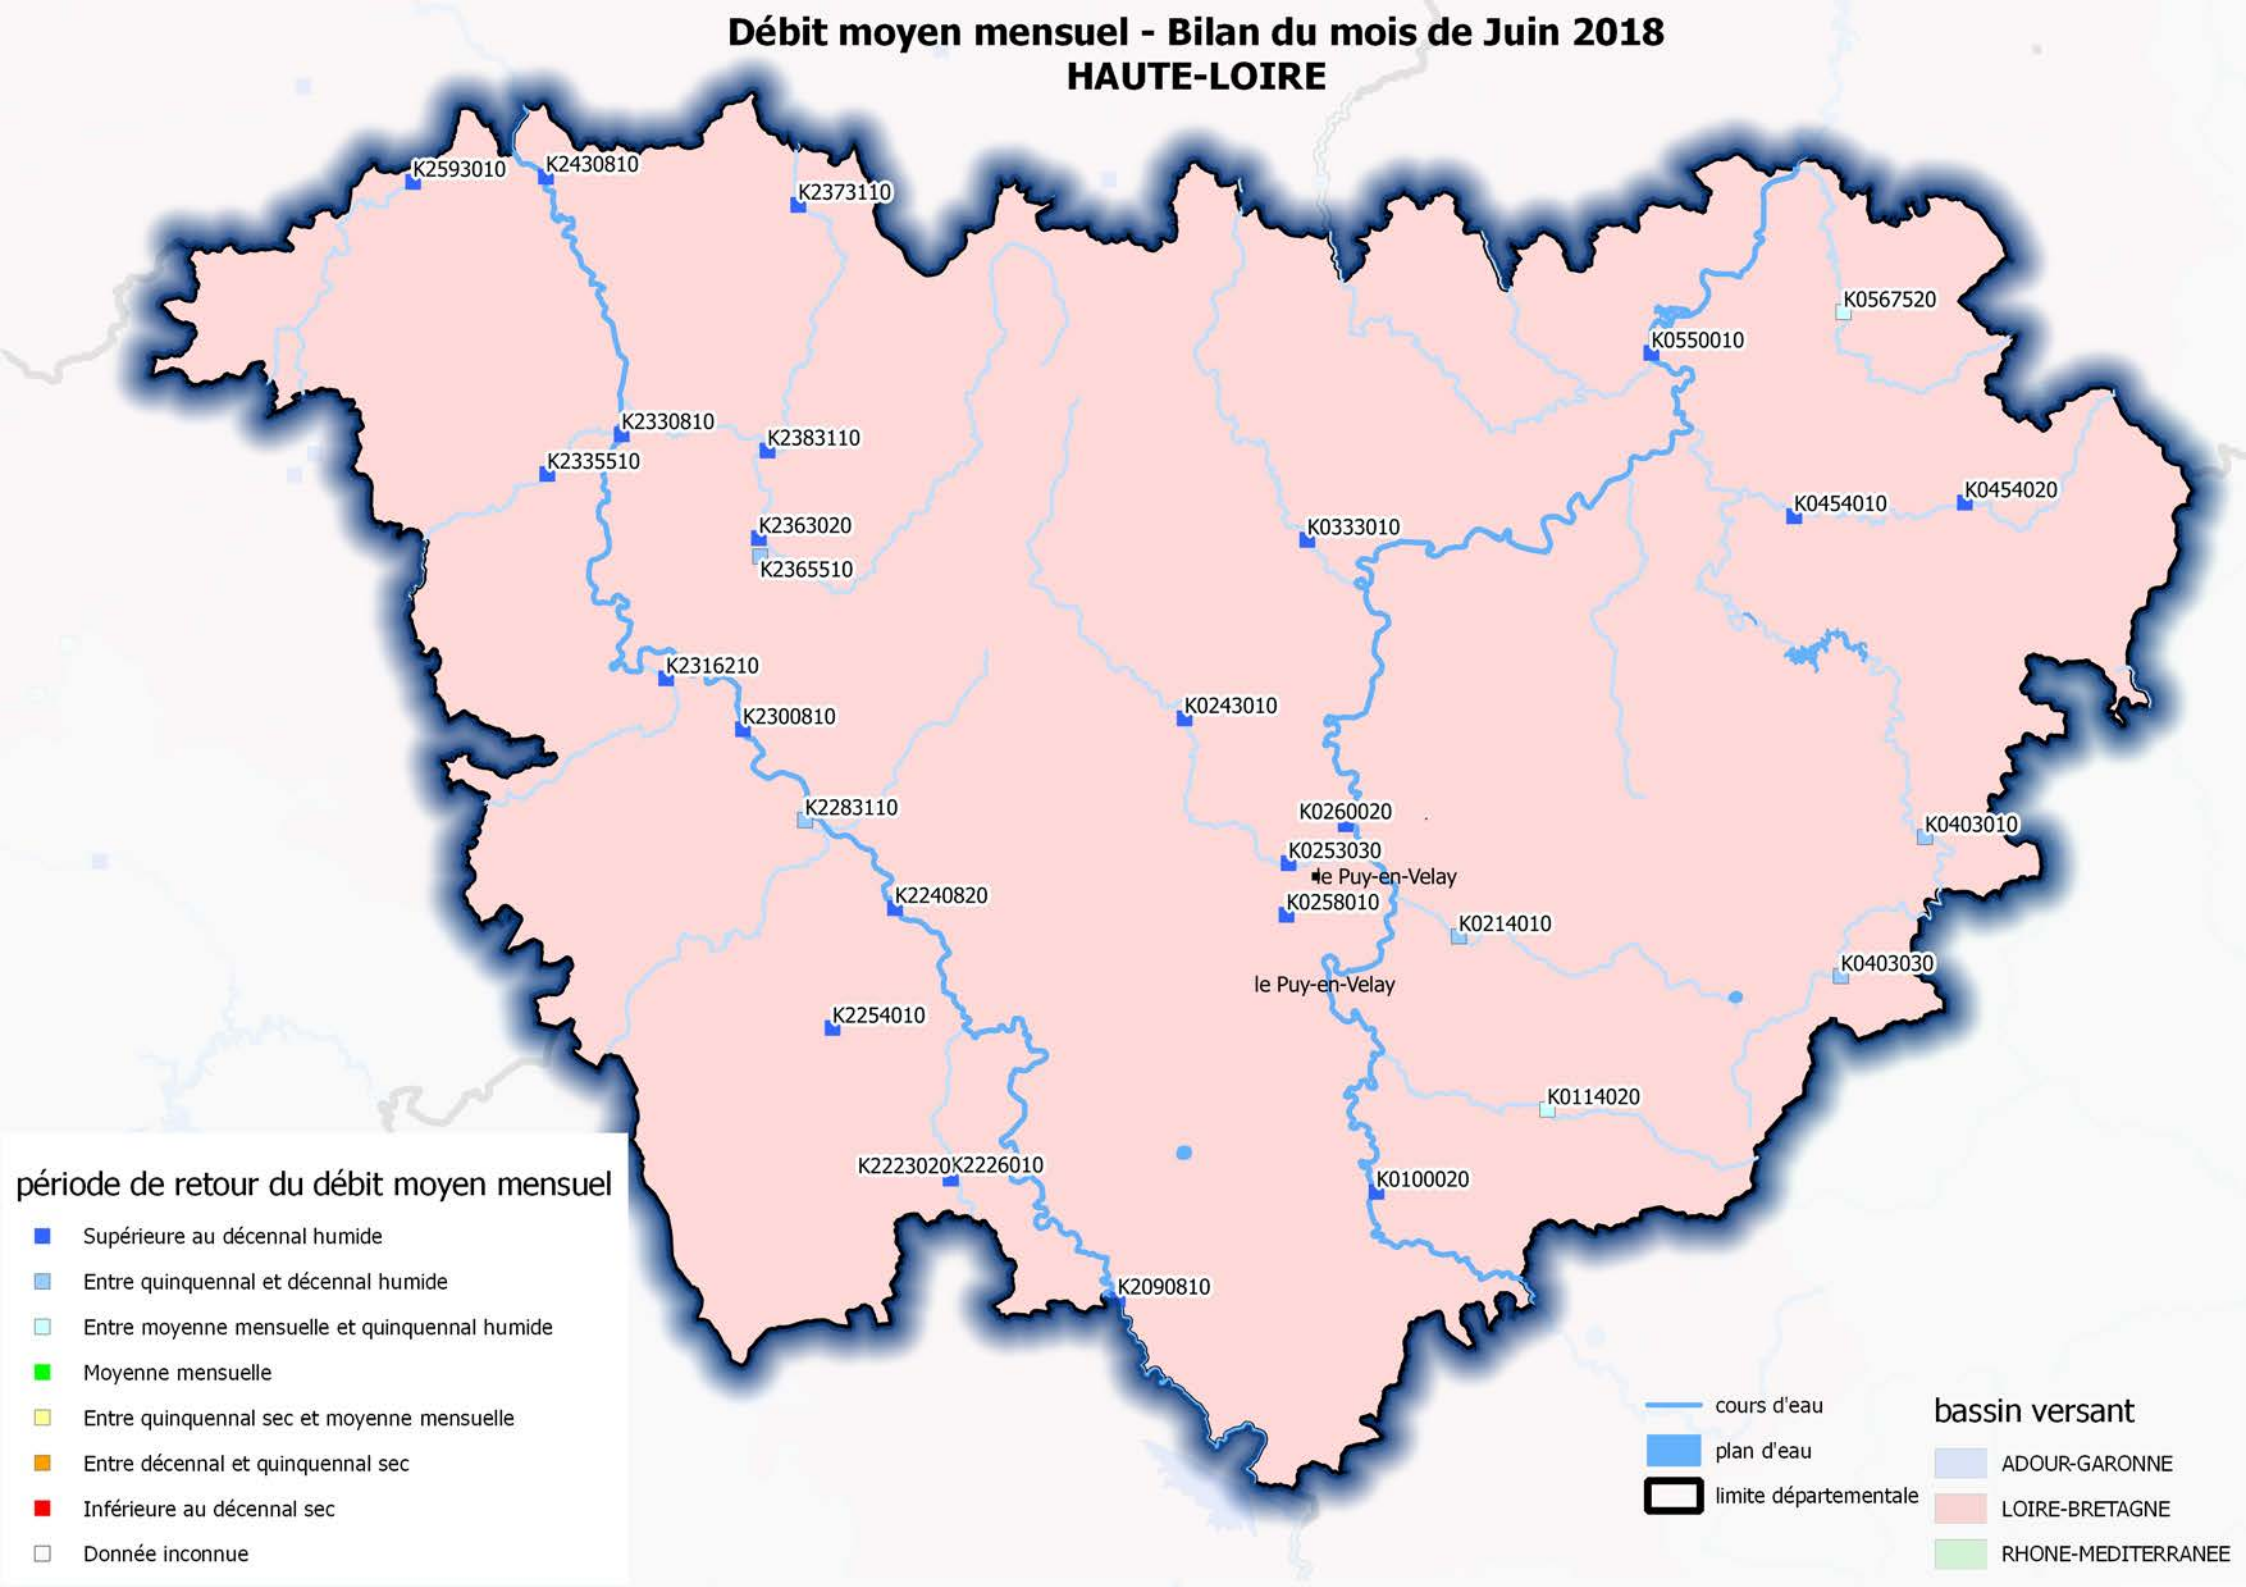 Débit moyen mensuel - Bilan du mois de Juin 2018
HAUTE-LOIRE
K2593010
K2430810
K2373110
K0567520
K0550010
K2330810
K2383110
K2335510
K0454020
K0454010
K2363020
K0333010
K2365510
K2316210
K0243010
K2300810
K2283110
K0260020
K0403010
K0253030
le Puy-en-Velay
K2240820
K0258010
K0214010
K0403030
le Puy-en-Velay
K2254010
K0114020
K2223020
K2226010
K0100020
K2090810
période de retour du débit moyen mensuel
Supérieure au décennal humide
Entre quinquennal et décennal humide
Entre moyenne mensuelle et quinquennal humide
Moyenne mensuelle
Entre quinquennal sec et moyenne mensuelle
Entre décennal et quinquennal sec
Inférieure au décennal sec
Donnée inconnue
cours d'eau
plan d'eau
limite départementale
bassin versant
ADOUR-GARONNE
LOIRE-BRETAGNE
RHONE-MEDITERRANEE